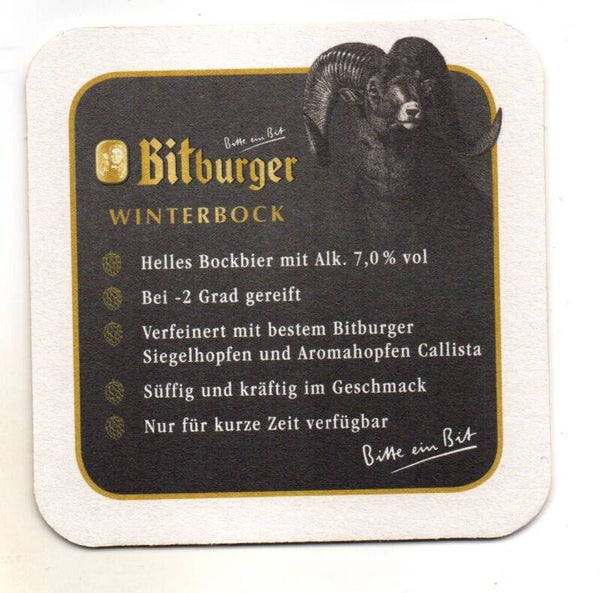 Bitte ein Bit
Bitburger
WINTERBOCK
Helles Bockbier mit Alk. 7,0 % vol
Bei -2 Grad gereift
Verfeinert mit bestem Bitburger
Siegelhopfen und Aromahopfen Callista
Süffig und kräftig im Geschmack
Nur für kurze Zeit verfügbar
Bitte ein Bit